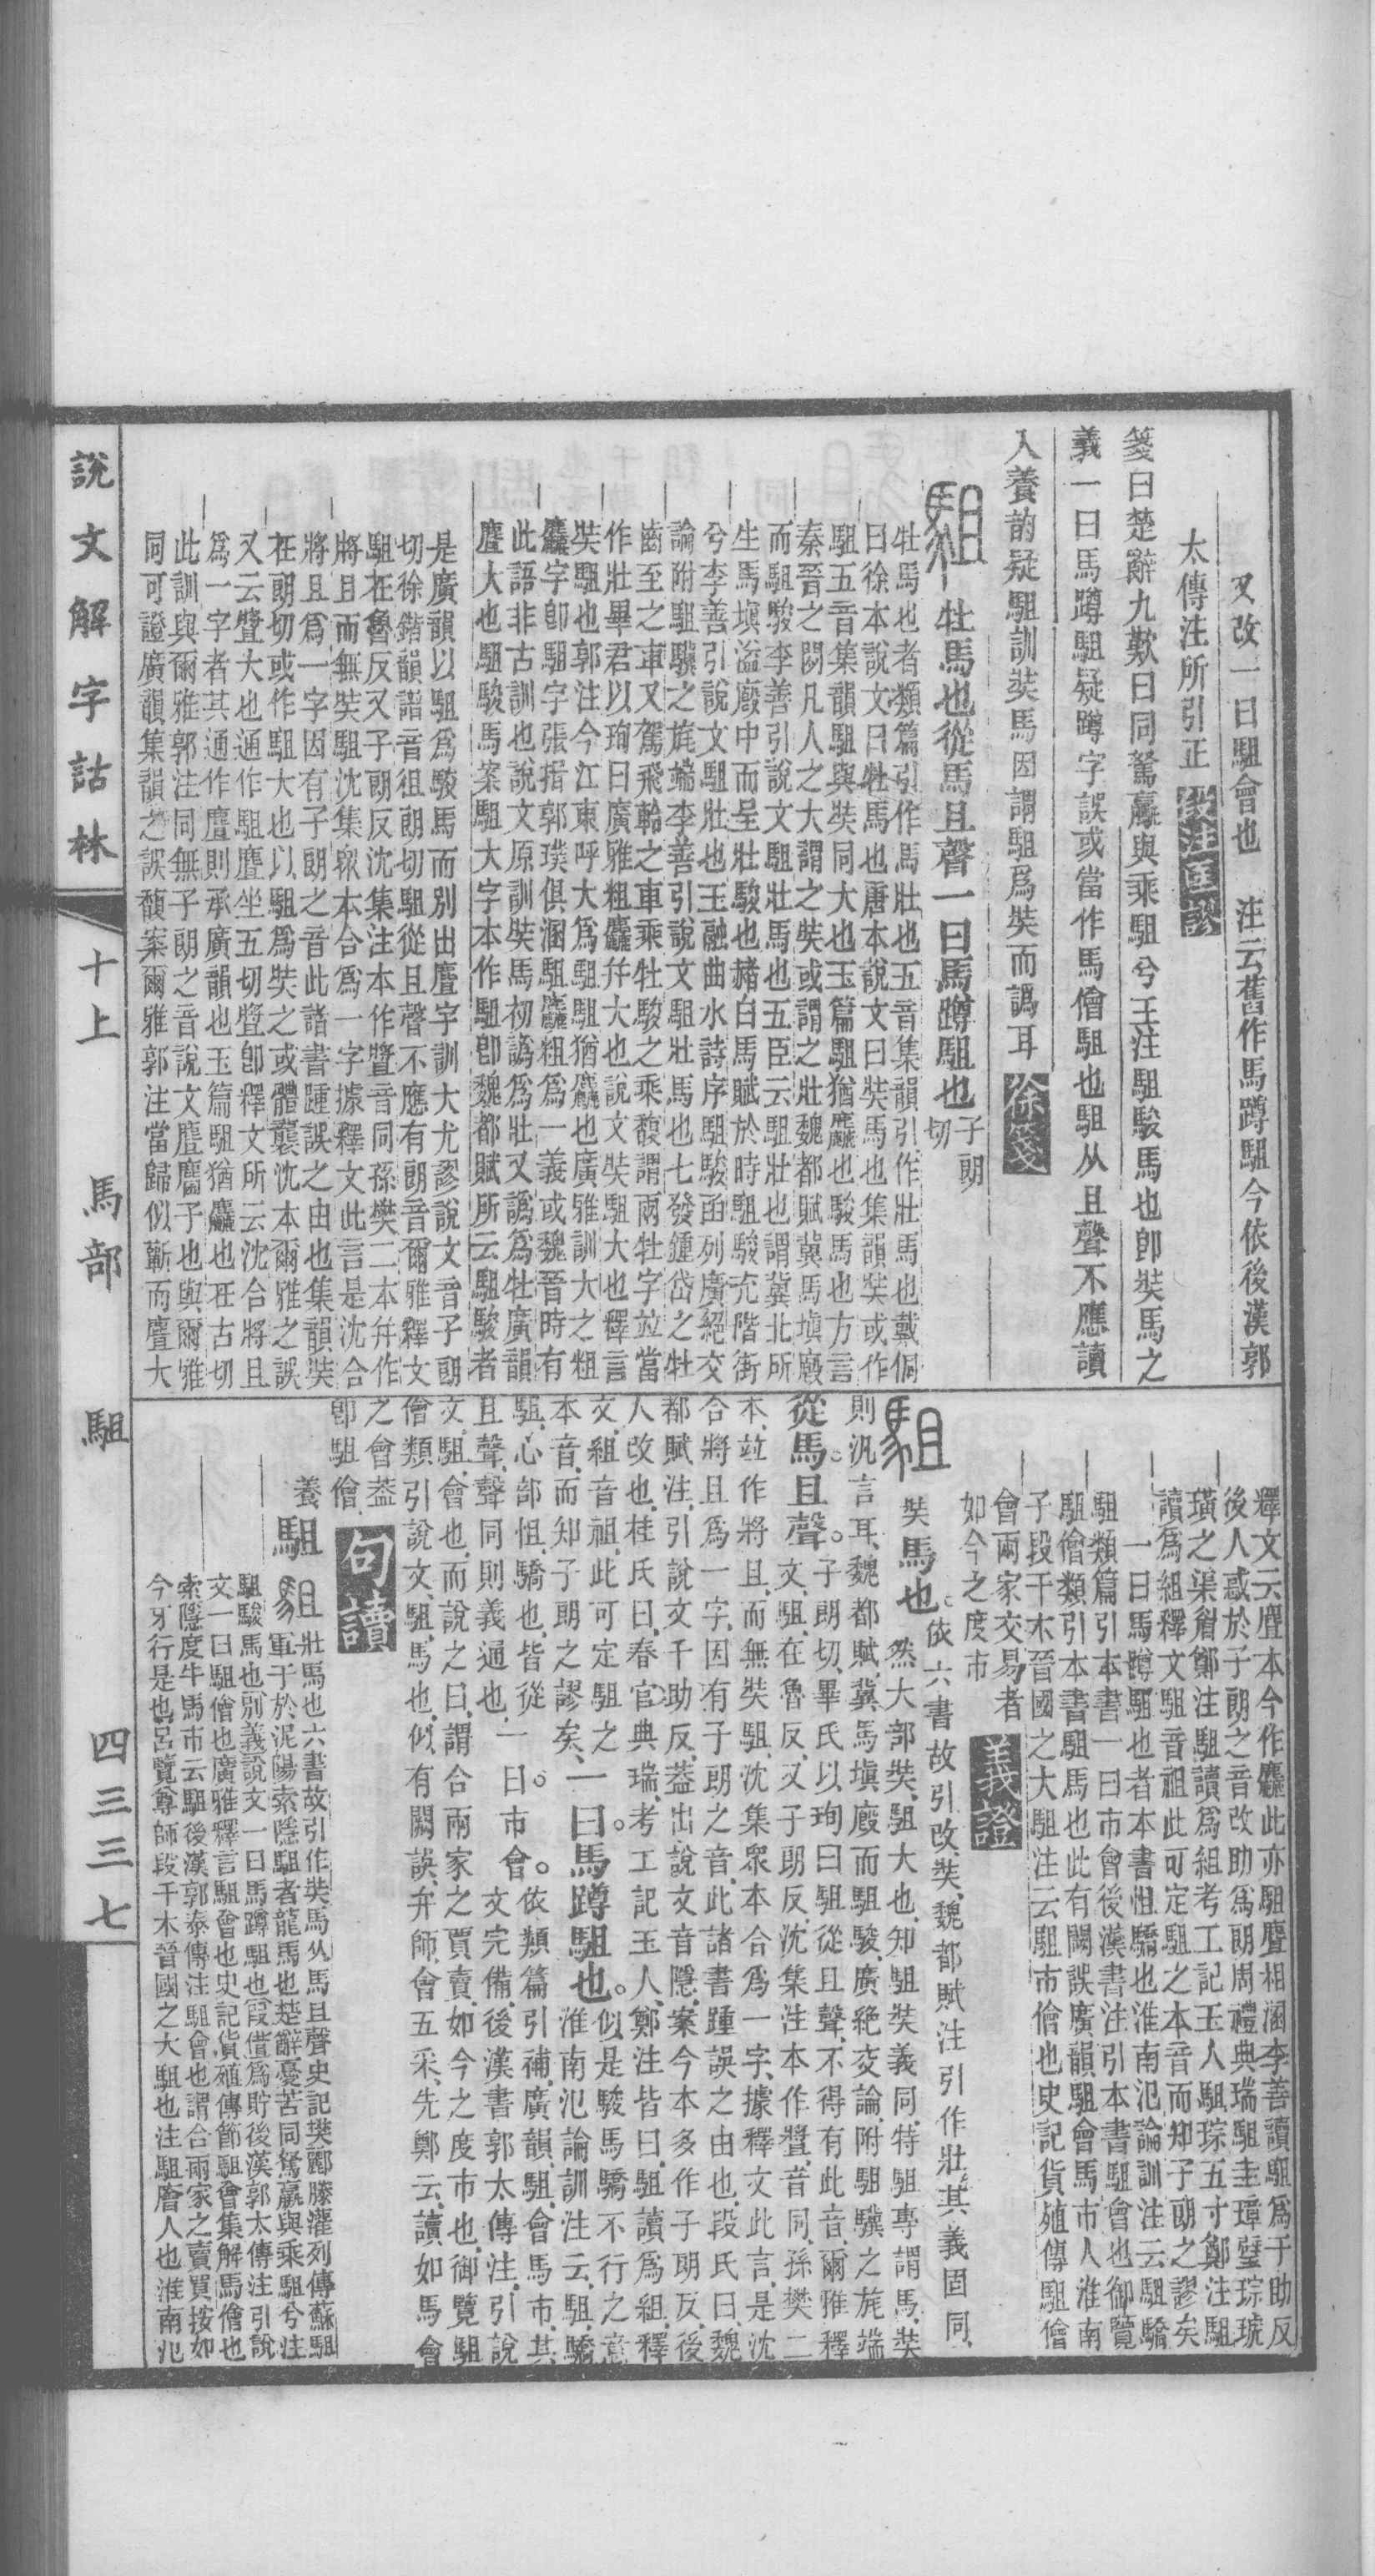 又改一曰駔會也　注云舊作馬蹲駔今依後漢郭
太傳注所引正　段注匡謬
箋曰楚辭九歎曰同駑驘與乘駔兮王注駔駿馬也卽奘馬之
義一曰馬蹲駔疑蹲字誤或當作馬儈駔也駔从且聲不應讀
入養韵疑駔訓奘馬因謂駔爲奘而譌耳　徐箋
駔　牡馬也從馬且聲一曰馬蹲駔也子朗
切
牡馬也者類篇引作馬壯也五音集韻引作壯馬也戴侗
曰徐本說文曰牡馬也唐本說文曰奘馬也集韻奘或作
駔五音集韻駔與奘同大也玉篇駔猶麤也駿馬也方言
秦晉之閒凡人之大謂之奘或謂之壯魏都賦冀馬塡廄
而駔駿李善引說文駔壯馬也五臣云駔壯也謂冀北所
生馬塡溢廄中而呈壯駿也赭白馬賦於時駔駿充階街
兮李善引說文駔壯也王融曲水詩序駔駿函列廣絕交
論附駔驥之旄端李善引說文駔壯馬也七發鍾岱之牡
齒至之車又駕飛軨之車乘牡駿之乘馥謂兩牡字竝當
作壯畢君以珣曰廣雅粗麤幷大也說文奘駔大也釋言
奘駔也郭注今江東呼大爲駔駔猶麤也廣雅訓大之粗
麤字卽駔字張揖郭璞俱溷駔麤粗爲一義或魏晉時有
此語非古訓也說文原訓奘馬初譌爲壯又譌爲牡廣韻
㢜大也駔駿馬案駔大字本作駔卽魏都賦所云駔駿者
是廣韻以駔爲駿馬而別出㢜字訓大尤謬說文音子朗
切徐鍇韻譜音徂朗切駔從且聲不應有朗音爾雅釋文
駔在魯反又子朗反沈集注本作㢡音同孫樊二本幷作
將且而無奘駔沈集衆本合爲一字據釋文此言是沈合
將且爲一字因有子朗之音此諸書踵誤之由也集韻奘
在朗切或作駔大也以駔爲奘之或體襲沈本爾雅之誤
又云㢡大也通作駔㢜坐五切㢡卽釋文所云沈合將且
爲一字者其通作㢜則承廣韻也玉篇駔猶麤也在古切
此訓與爾雅郭注同無子朗之音說文㢜㢐子也與爾雅
同可證廣韻集韻之誤馥案爾雅郭注當歸似蘄而㢜大
釋文云㢜本今作麤此亦駔㢜相溷李善讀駔爲千助反
後人惑於子朗之音改助爲朗周禮典瑞駔圭璋璧琮琥
璜之渠眉鄭注駔讀爲組考工記玉人駔琮五寸鄭注駔
讀爲組釋文駔音祖此可定駔之本音而知子朗之謬矣
一曰馬蹲駔也者本書怚驕也淮南氾論訓注云駔驕
駔類篇引本書一曰市會後漢書注引本書駔曾也御覽
駔儈類引本書駔馬也此有闕誤廣韻駔會馬市人淮南
子段干木晉國之大駔注云駔市儈也史記貨殖傳駔儈
會兩家交易者
如今之度市　義證
駔　奘馬也。依六書故引改、奘、魏都賦注引作壯、其義固同、
然大部奘、駔大也、知駔奘義同、特駔專謂馬、奘
則汎言耳、魏都賦、冀馬塡廄而駔駿、廣絕交論、附駔驥之旄端
從馬。且聲。子朗切、畢氏以珣曰、駔從且聲、不得有此音、爾雅釋
文、駔、在魯反、又子朗反、沈集注本作㢡、音同、孫樊二
本、竝作將且、而無奘駔、沈集衆本合爲一字、據釋文此言、是沈
合將且爲一字、因有子朗之音、此諸書踵誤之由也、段氏曰、魏
都賦注、引說文千助反、葢出說文音隱、案今本多作子朗反、後
人改也、桂氏曰、春官典瑞、考工記玉人、鄭注皆曰、駔讀爲組、釋
文、組音祖、此可定駔之
本音、而知子朗之謬矣、一曰。馬蹲駔也。似是駿馬驕不行之意
淮南氾論訓注云、駔驕
駔、心部怚、驕也、皆從
且聲、聲同則義通也、一曰。市會。依類篇引補、廣韻、駔、會馬市、其
文完備、後漢書郭太傳注、引說
文、駔、會也、而說之曰、謂合兩家之賈賣、如今之度市也、御覽駔
儈類引說文、駔、馬也、似有闕誤、弁師、會五采、先鄭云、讀如馬會
之會葢
卽駔儈　句讀
養　駔　駔　壯馬也六書故引作奘馬从馬且聲史記樊酈滕灌列傳蘇駔
軍于於泥陽索隱駔者龍馬也楚辭憂苦同駑驘與乘駔兮注
駔駿馬也別義說文一曰馬蹲駔也叚借爲貯後漢郭太傳注引說
文一曰駔儈也廣雅釋言駔會也史記貨殖傳節駔會集解馬儈也
索隱度牛馬市云駔後漢郭泰傳注駔會也謂合兩家之賣買按如
今牙行是也呂覽尊師段干木晉國之大駔也注駔膾人也淮南氾
說文解字詁林　十上　馬部　駔　四三三七